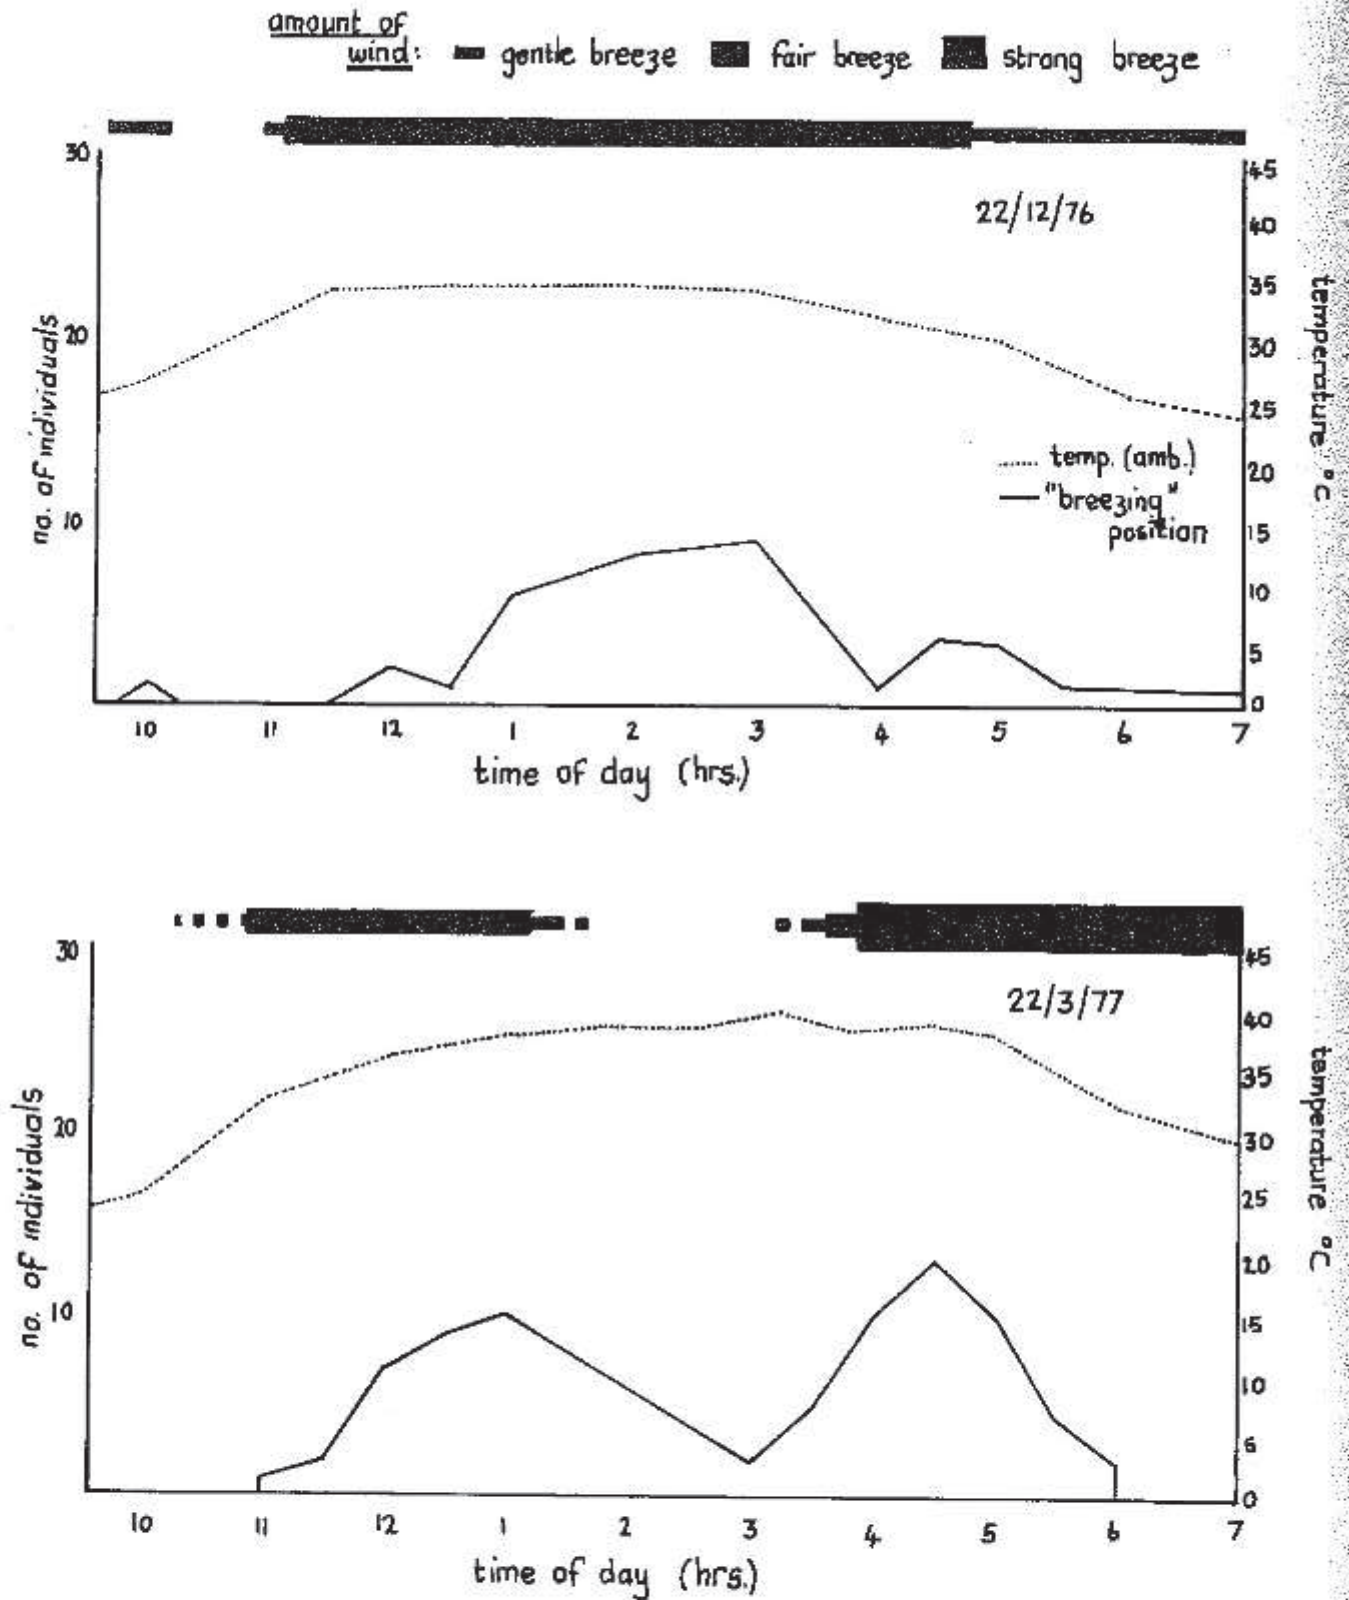 amount of
wind: gentle breeze fair breeze strong breeze
30
20
10
no. of individuals
45
40
35
30
25
20
15
10
5
0
temperature °C
22/12/76
temp. (amb.)
"breezing"
position
10 11 12 1 2 3 4 5 6 7
time of day (hrs.)
30
20
10
no. of individuals
45
40
35
30
25
20
15
10
5
0
temperature °C
22/3/77
10 11 12 1 2 3 4 5 6 7
time of day (hrs.)